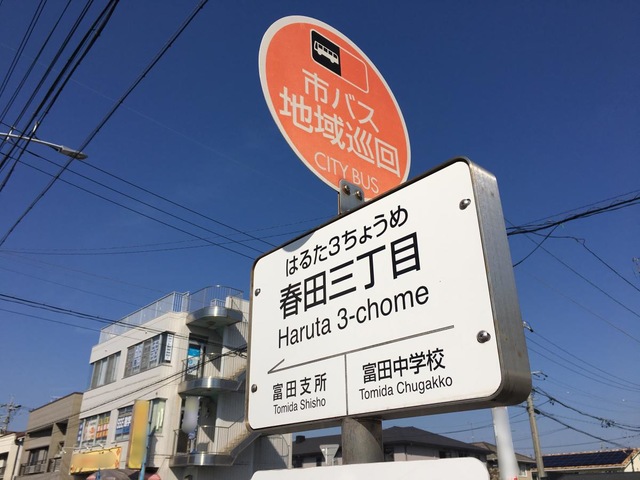 市バス
地域巡回
CITY BUS
はるた3ちょうめ
春田三丁目
Haruta 3-chome
富田支所
Tomida Shisho
富田中学校
Tomida Chugakko